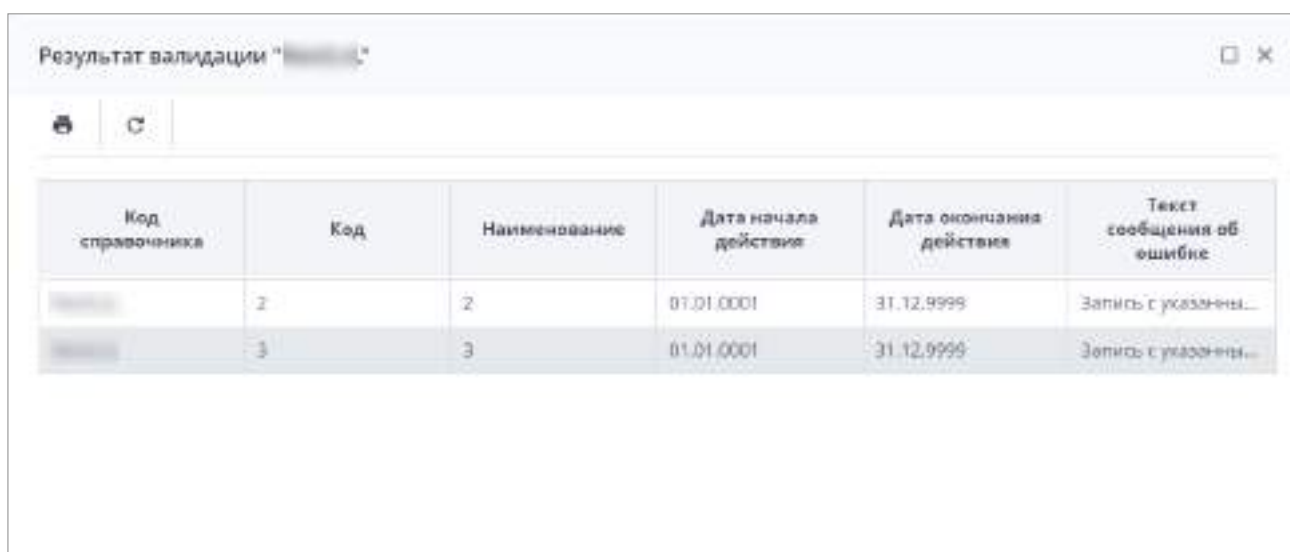 Результат валидации "
Код справочника
Код
Наименование
Дата начала действия
Дата окончания действия
Текст сообщения об ошибке
2 2 01.01.0001 31.12.9999 Запись с указанны...
3 3 01.01.0001 31.12.9999 Запись с указанны...